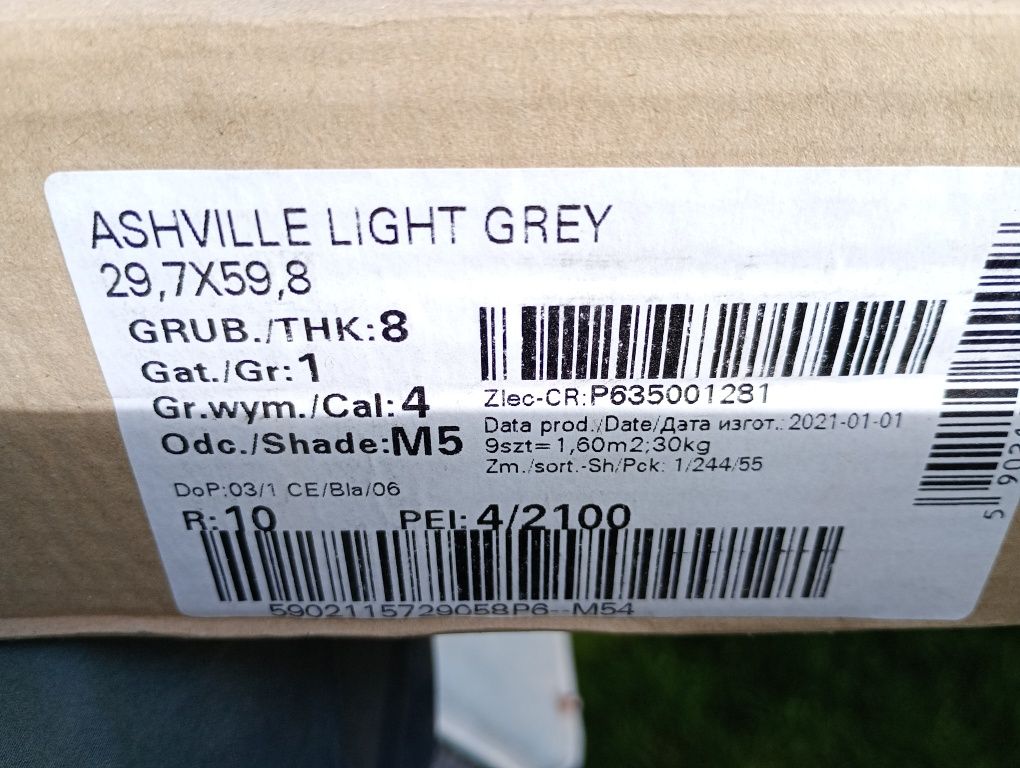 ASHVILLE LIGHT GREY
29,7X59,8
GRUB./THK:8
Gat./Gr:1
Gr.wym./Cal:4
Odc./Shade:M5
Zlec-CR:P635001281
Data prod./Date/Дата изгот.:2021-01-01
9szt=1,60m2;30kg
Zm./sort.-Sh/Pck: 1/244/55
DoP:03/1 CE/Bla/06
R:10 PEI:4/2100
5902115729058P6--M54